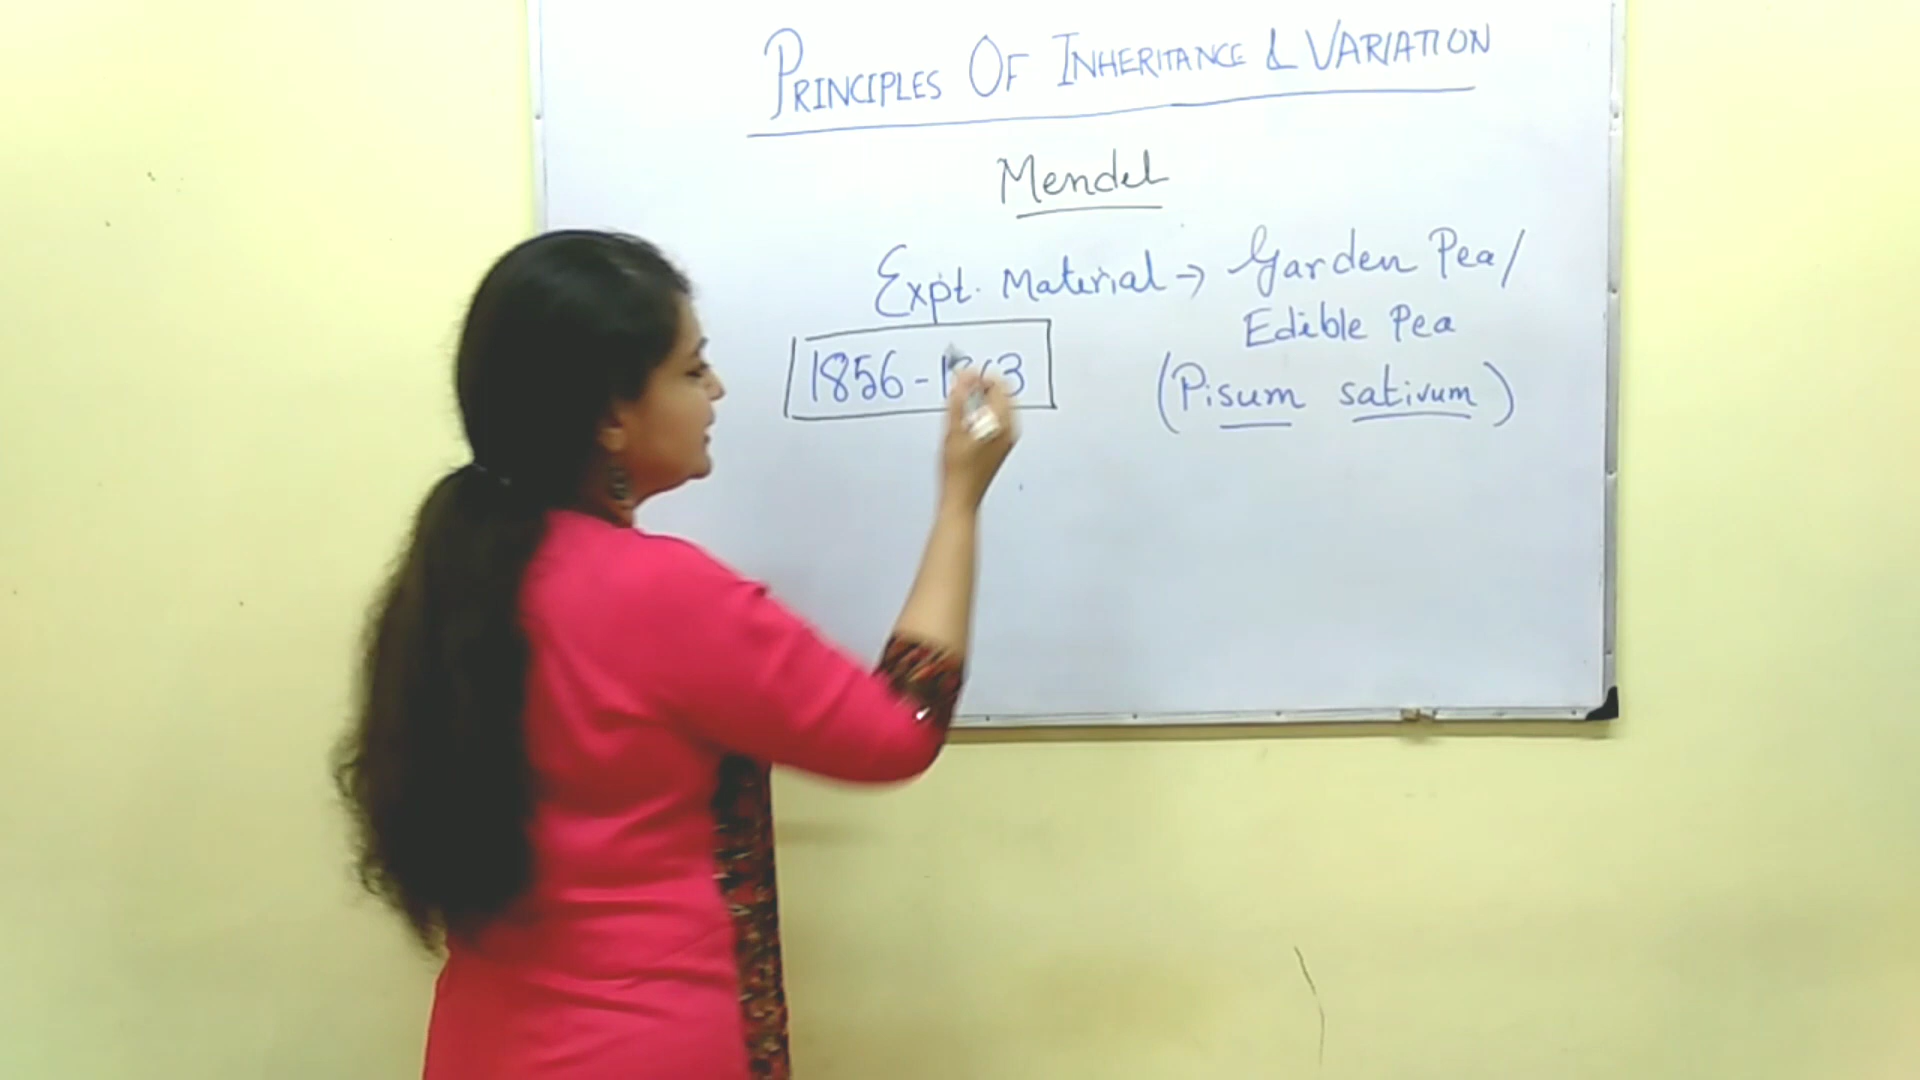 PRINCIPLES OF INHERITANCE & VARIATION
Mendel
Expt. Material → Garden Pea/
Edible Pea
1856-1863
(Pisum sativum)